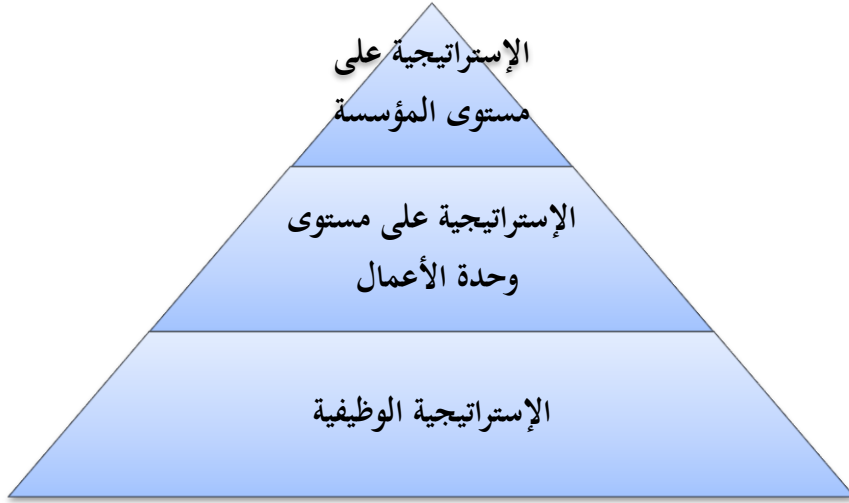 الإستراتيجية على
مستوى المؤسسة
الإستراتيجية على مستوى
وحدة الأعمال
الإستراتيجية الوظيفية